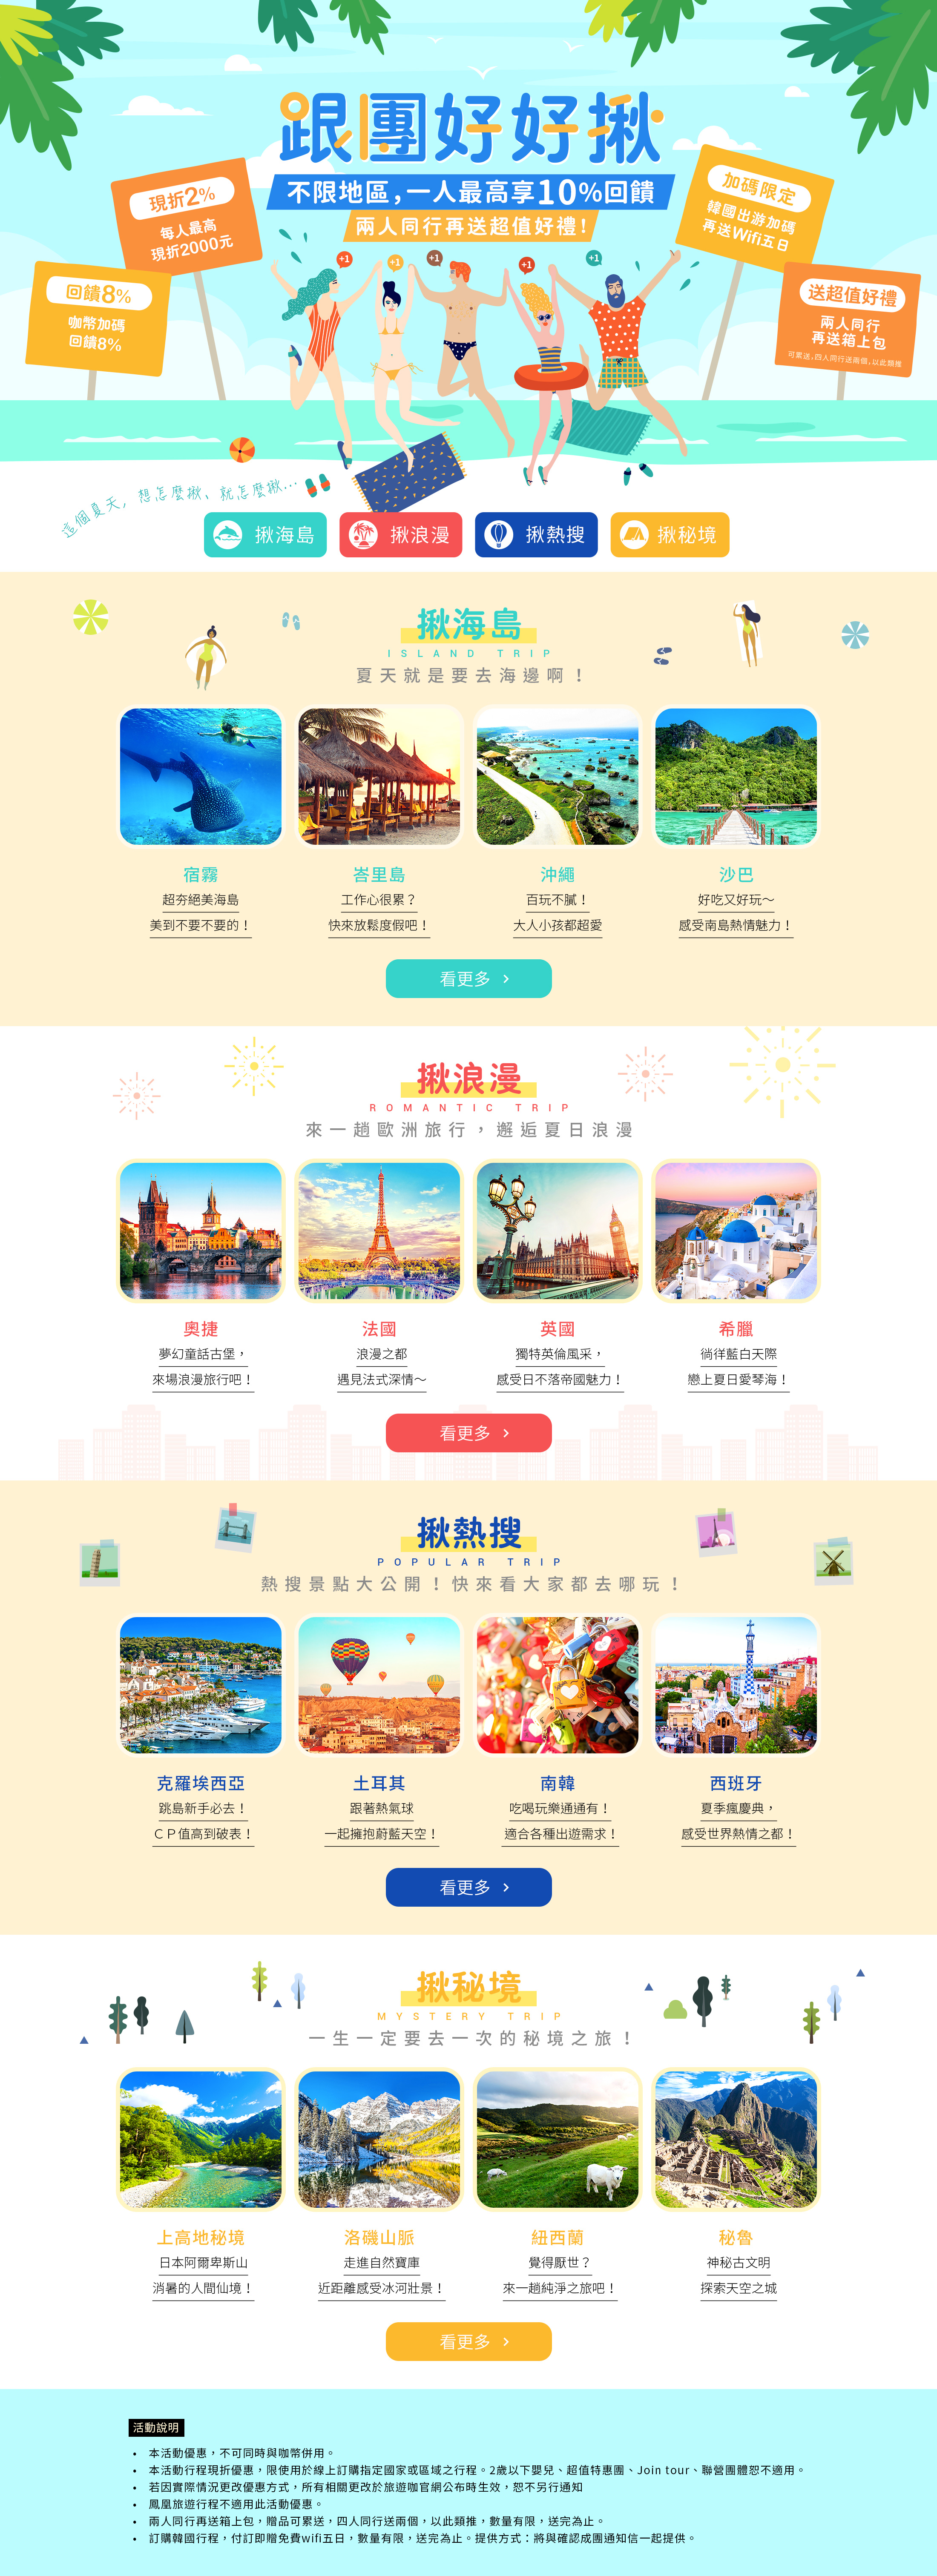 跟團好好揪
不限地區,一人最高享10%回饋
兩人同行再送超值好禮!
現折2%
每人最高
現折2000元
回饋8%
咖幣加碼
回饋8%
加碼限定
韓國出游加碼
再送Wifi五日
送超值好禮
兩人同行
再送箱上包
可累送,四人同行送兩個,以此類推
+1
+1
+1
+1
+1
這個夏天,想怎麼揪、就怎麼揪...
揪海島
揪浪漫
揪熱搜
揪秘境
揪海島
ISLAND TRIP
夏天就是要去海邊啊!
宿霧
超夯絕美海島
美到不要不要的!
峇里島
工作心很累?
快來放鬆度假吧!
沖繩
百玩不膩!
大人小孩都超愛
沙巴
好吃又好玩~
感受南島熱情魅力!
看更多 >
揪浪漫
ROMANTIC TRIP
來一趟歐洲旅行,邂逅夏日浪漫
奧捷
夢幻童話古堡,
來場浪漫旅行吧!
法國
浪漫之都
遇見法式深情~
英國
獨特英倫風采,
感受日不落帝國魅力!
希臘
徜徉藍白天際
戀上夏日愛琴海!
看更多 >
揪熱搜
POPULAR TRIP
熱搜景點大公開!快來看大家都去哪玩!
克羅埃西亞
跳島新手必去!
CP值高到破表!
土耳其
跟著熱氣球
一起擁抱蔚藍天空!
南韓
吃喝玩樂通通有!
適合各種出遊需求!
西班牙
夏季瘋慶典,
感受世界熱情之都!
看更多 >
揪秘境
MYSTERY TRIP
一生一定要去一次的秘境之旅!
上高地秘境
日本阿爾卑斯山
消暑的人間仙境!
洛磯山脈
走進自然寶庫
近距離感受冰河壯景!
紐西蘭
覺得厭世?
來一趟純淨之旅吧!
秘魯
神秘古文明
探索天空之城
看更多 >
活動說明
• 本活動優惠,不可同時與咖幣併用。
• 本活動行程現折優惠,限使用於線上訂購指定國家或區域之行程。2歲以下嬰兒、超值特惠團、Join tour、聯營團體恕不適用。
• 若因實際情況更改優惠方式,所有相關更改於旅遊咖官網公布時生效,恕不另行通知
• 鳳凰旅遊行程不適用此活動優惠。
• 兩人同行再送箱上包,贈品可累送,四人同行送兩個,以此類推,數量有限,送完為止。
• 訂購韓國行程,付訂即贈免費wifi五日,數量有限,送完為止。提供方式:將與確認成團通知信一起提供。